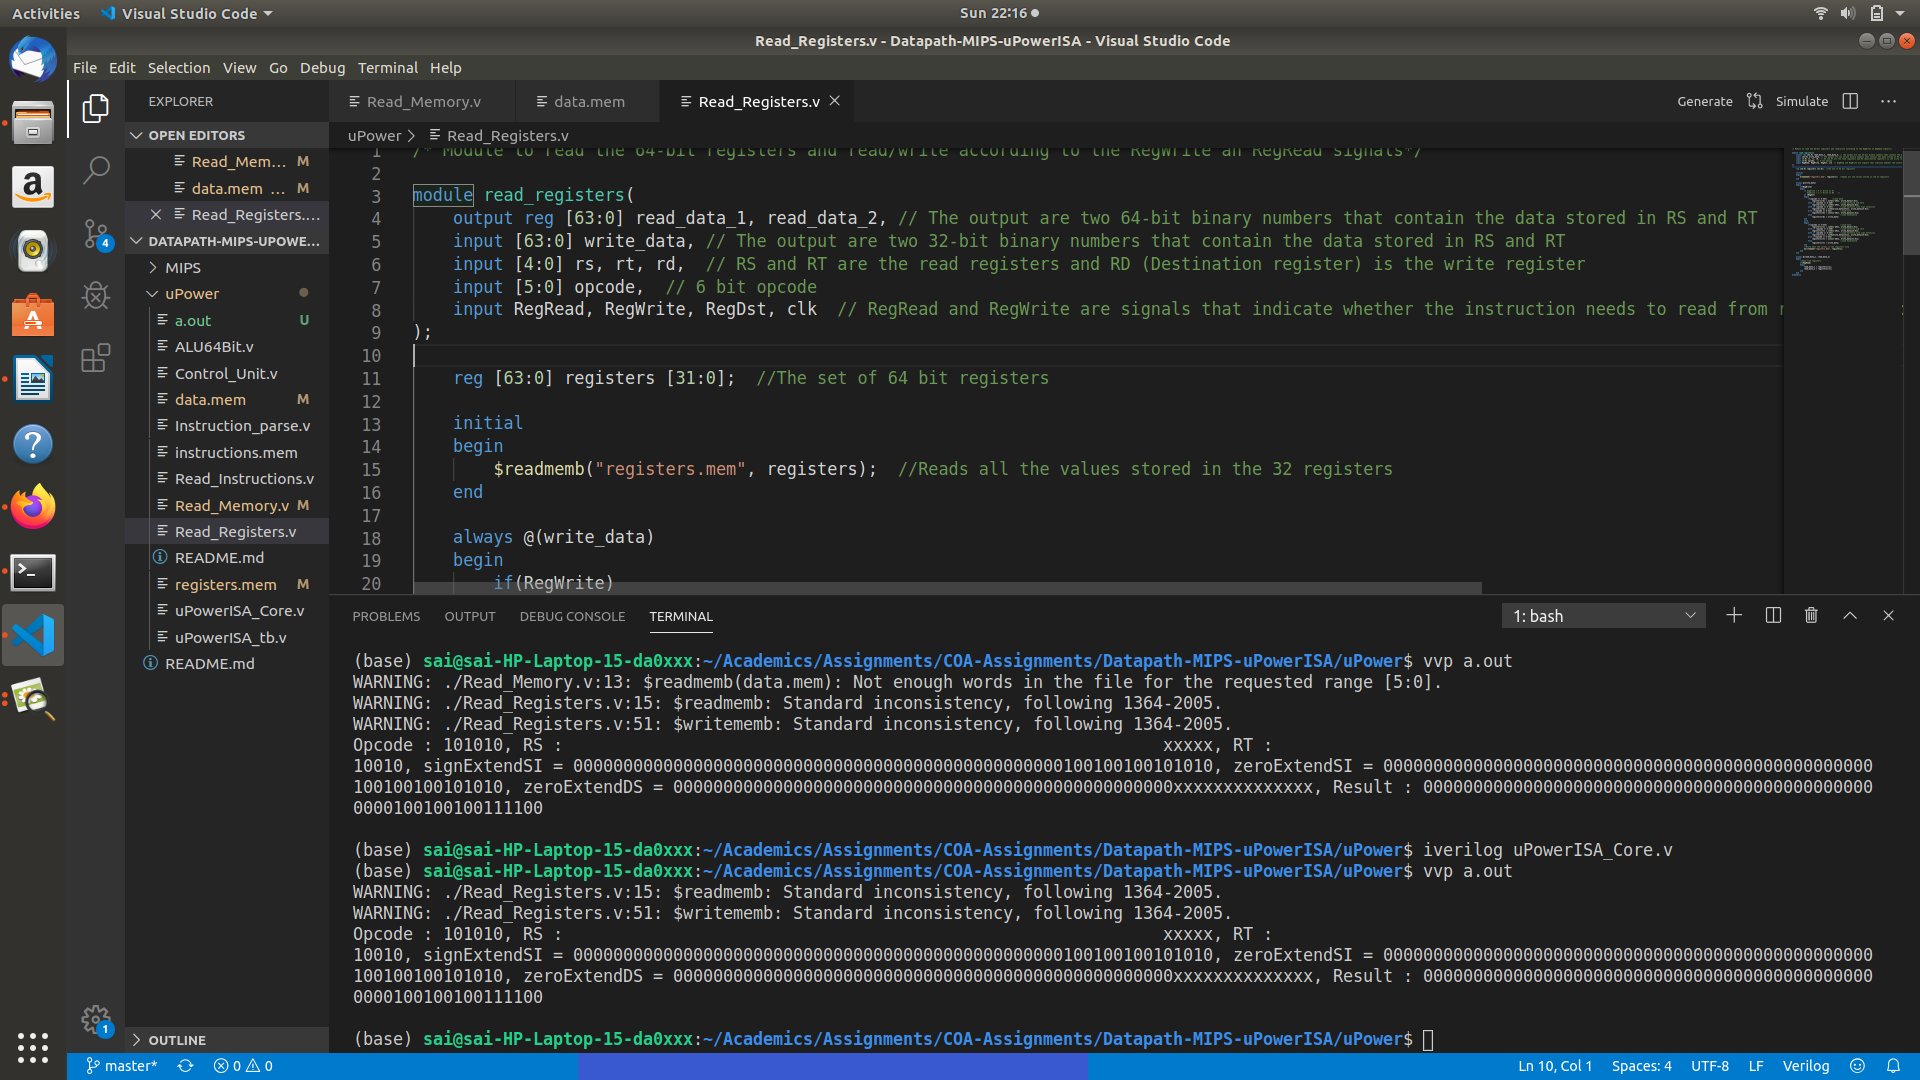 Activities
Visual Studio Code
Sun 22:16
Read_Registers.v - Datapath-MIPS-uPowerISA - Visual Studio Code
File Edit Selection View Go Debug Terminal Help
EXPLORER
Read_Memory.v
data.mem
Read_Registers.v
Generate
Simulate
OPEN EDITORS
Read_Mem... M
data.mem ... M
Read_Registers....
DATAPATH-MIPS-UPOWE...
MIPS
uPower
a.out U
ALU64Bit.v
Control_Unit.v
data.mem M
Instruction_parse.v
instructions.mem
Read_Instructions.v
Read_Memory.v M
Read_Registers.v
README.md
registers.mem M
uPowerISA_Core.v
uPowerISA_tb.v
README.md
OUTLINE
4
1
uPower > Read_Registers.v
1 /* Module to read the 64-bit registers and read/write according to the RegWrite an RegRead signals*/
2
3 module read_registers(
4 output reg [63:0] read_data_1, read_data_2, // The output are two 64-bit binary numbers that contain the data stored in RS and RT
5 input [63:0] write_data, // The output are two 32-bit binary numbers that contain the data stored in RS and RT
6 input [4:0] rs, rt, rd, // RS and RT are the read registers and RD (Destination register) is the write register
7 input [5:0] opcode, // 6 bit opcode
8 input RegRead, RegWrite, RegDst, clk // RegRead and RegWrite are signals that indicate whether the instruction needs to read from
9 );
10
11 reg [63:0] registers [31:0]; //The set of 64 bit registers
12
13 initial
14 begin
15 $readmemb("registers.mem", registers); //Reads all the values stored in the 32 registers
16 end
17
18 always @(write_data)
19 begin
20 if(RegWrite)
PROBLEMS OUTPUT DEBUG CONSOLE TERMINAL
1: bash
(base) sai@sai-HP-Laptop-15-da0xxx:~/Academics/Assignments/COA-Assignments/Datapath-MIPS-uPowerISA/uPower$ vvp a.out
WARNING: ./Read_Memory.v:13: $readmemb(data.mem): Not enough words in the file for the requested range [5:0].
WARNING: ./Read_Registers.v:15: $readmemb: Standard inconsistency, following 1364-2005.
WARNING: ./Read_Registers.v:51: $writememb: Standard inconsistency, following 1364-2005.
Opcode : 101010, RS : xxxxx, RT :
10010, signExtendSI = 0000000000000000000000000000000000000000000000000100100100101010, zeroExtendSI = 0000000000000000000000000000000000000000000000000
100100100101010, zeroExtendDS = 00000000000000000000000000000000000000000000000000xxxxxxxxxxxxxx, Result : 000000000000000000000000000000000000000000000
0000100100100111100
(base) sai@sai-HP-Laptop-15-da0xxx:~/Academics/Assignments/COA-Assignments/Datapath-MIPS-uPowerISA/uPower$ iverilog uPowerISA_Core.v
(base) sai@sai-HP-Laptop-15-da0xxx:~/Academics/Assignments/COA-Assignments/Datapath-MIPS-uPowerISA/uPower$ vvp a.out
WARNING: ./Read_Registers.v:15: $readmemb: Standard inconsistency, following 1364-2005.
WARNING: ./Read_Registers.v:51: $writememb: Standard inconsistency, following 1364-2005.
Opcode : 101010, RS : xxxxx, RT :
10010, signExtendSI = 0000000000000000000000000000000000000000000000000100100100101010, zeroExtendSI = 0000000000000000000000000000000000000000000000000
100100100101010, zeroExtendDS = 00000000000000000000000000000000000000000000000000xxxxxxxxxxxxxx, Result : 000000000000000000000000000000000000000000000
0000100100100111100
(base) sai@sai-HP-Laptop-15-da0xxx:~/Academics/Assignments/COA-Assignments/Datapath-MIPS-uPowerISA/uPower$
master* 0 0
Ln 10, Col 1 Spaces: 4 UTF-8 LF Verilog